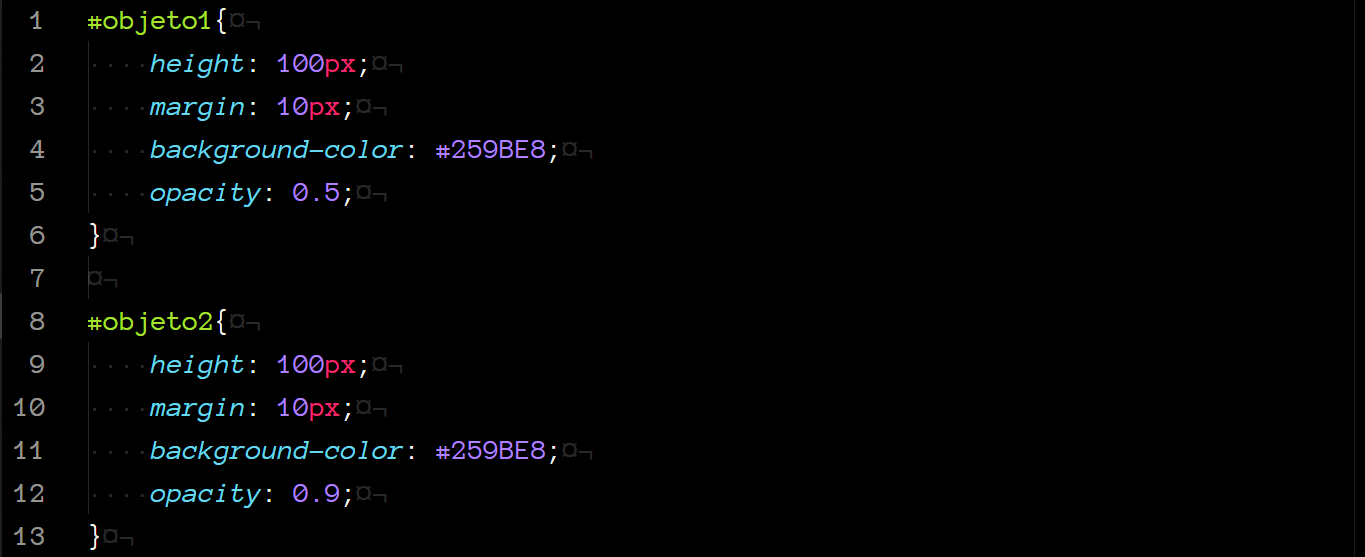 1 #objeto1{¤¬
2 ····height: 100px;¤¬
3 ····margin: 10px;¤¬
4 ····background-color: #259BE8;¤¬
5 ····opacity: 0.5;¤¬
6 }¤¬
7 ¤¬
8 #objeto2{¤¬
9 ····height: 100px;¤¬
10 ····margin: 10px;¤¬
11 ····background-color: #259BE8;¤¬
12 ····opacity: 0.9;¤¬
13 }¤¬